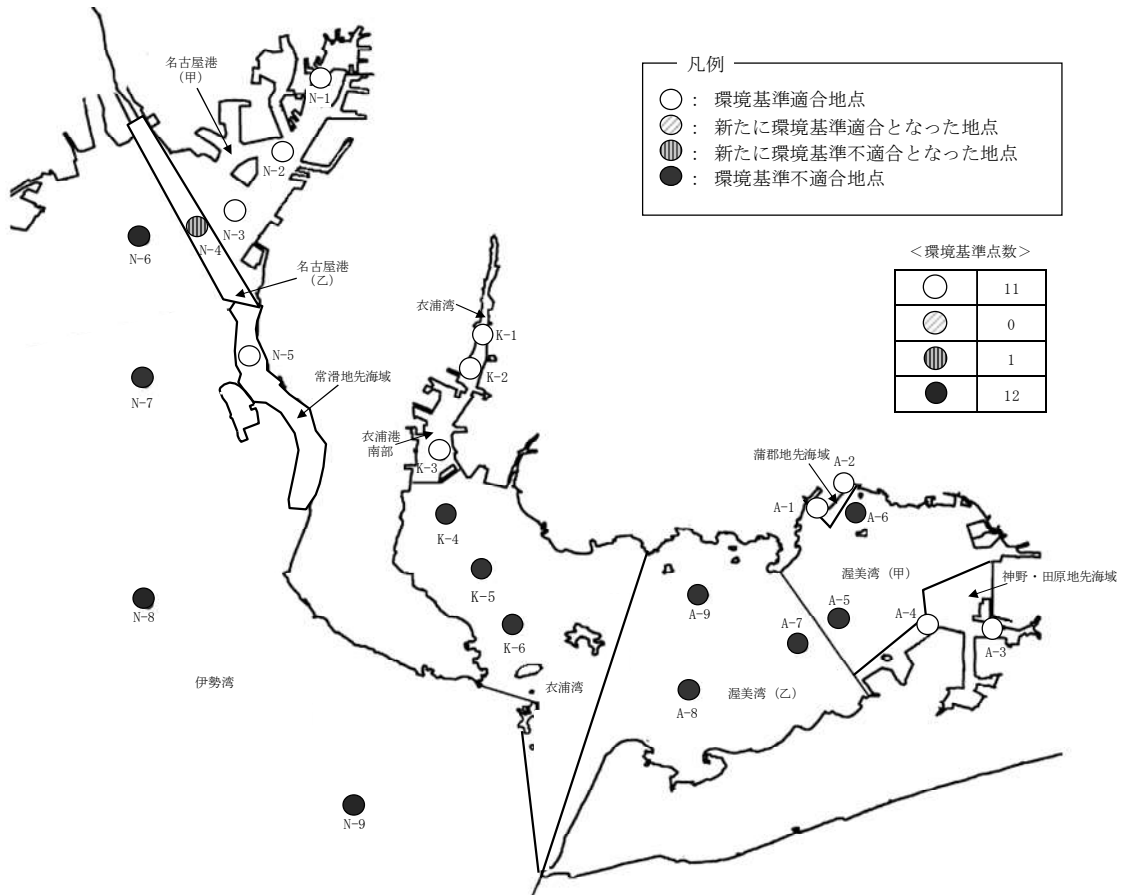 名古屋港
（甲）
N-1
N-2
N-3
N-4
N-6
名古屋港
（乙）
N-5
N-7
常滑地先海域
N-8
伊勢湾
N-9
衣浦湾
K-1
K-2
衣浦港
南部
K-3
K-4
K-5
K-6
衣浦湾
凡例
： 環境基準適合地点
： 新たに環境基準適合となった地点
： 新たに環境基準不適合となった地点
： 環境基準不適合地点
＜環境基準点数＞
11
0
1
12
蒲郡地先海域
A-2
A-1
A-6
渥美湾（甲）
神野・田原地先海域
A-9
A-5
A-4
A-7
A-3
A-8
渥美湾（乙）